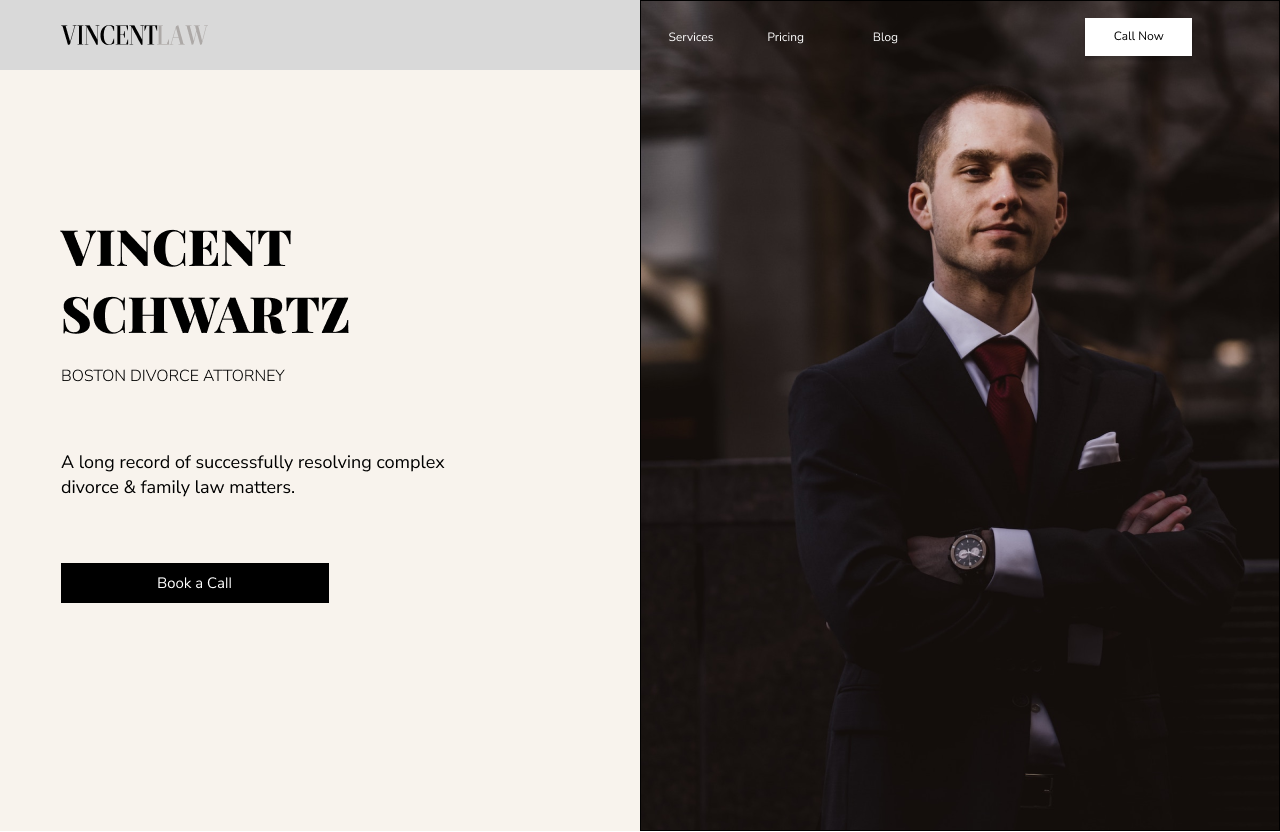 VINCENTLAW
Services
Pricing
Blog
Call Now
VINCENT
SCHWARTZ
BOSTON DIVORCE ATTORNEY
A long record of successfully resolving complex
divorce & family law matters.
Book a Call